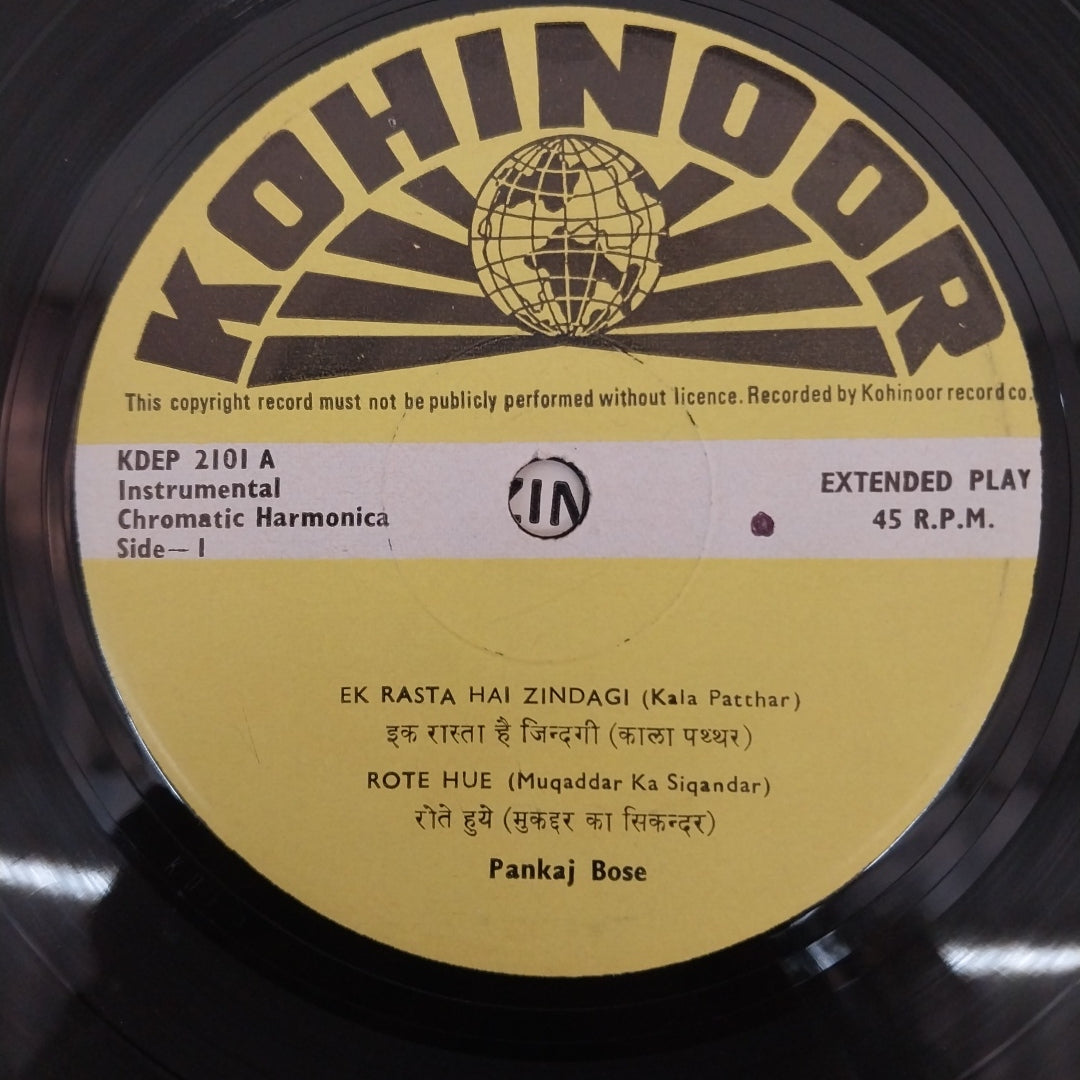 KOHINOOR
This copyright record must not be publicly performed without licence. Recorded by Kohinoor record co.
KDEP 2101 A
Instrumental
Chromatic Harmonica
Side—I
EXTENDED PLAY
45 R.P.M.
EK RASTA HAI ZINDAGI (Kala Patthar)
इक रास्ता है जिन्दगी (काला पथ्थर)
ROTE HUE (Muqaddar Ka Siqandar)
रोते हुये (मुकद्दर का सिकन्दर)
Pankaj Bose